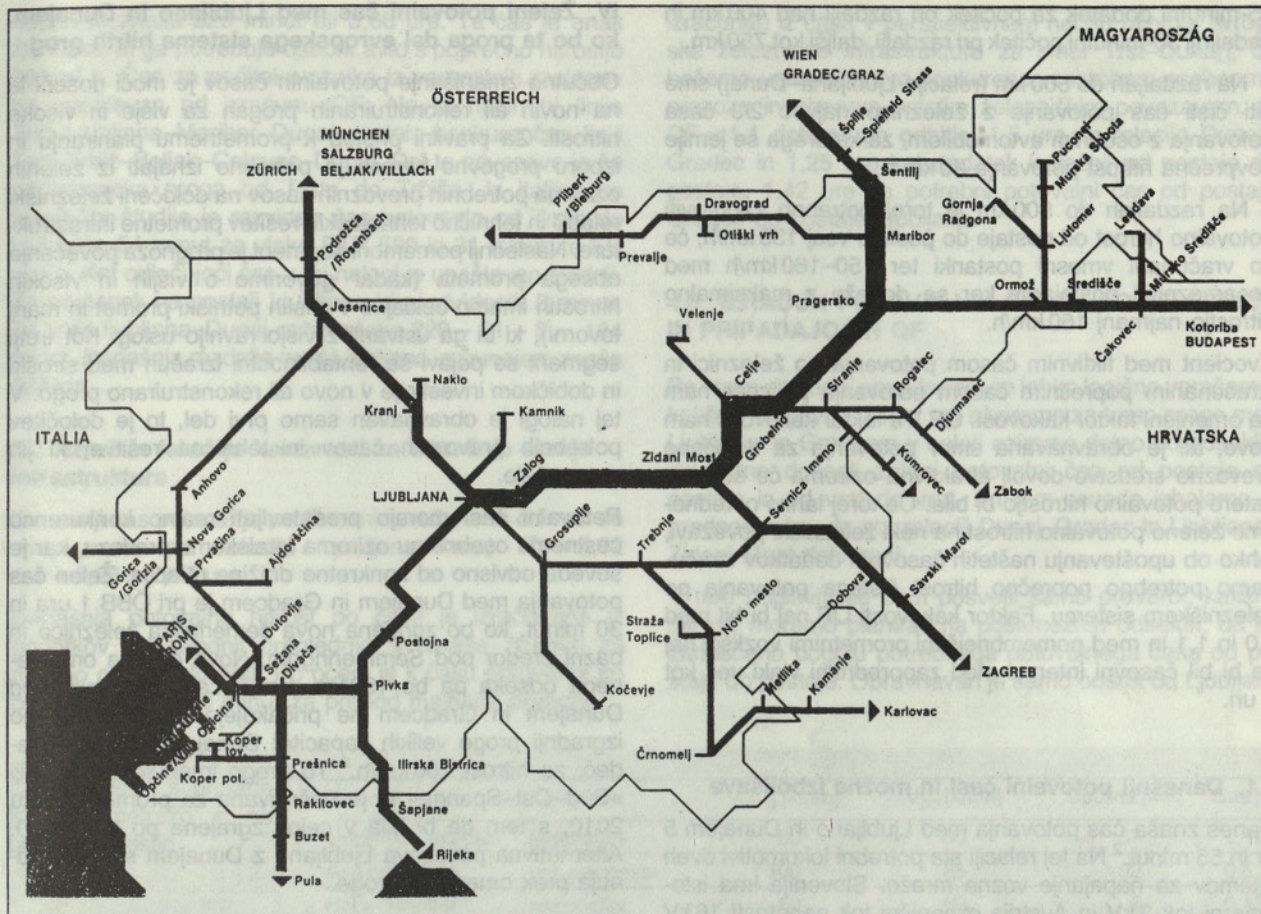 MAGYAROSZÁG
WIEN
GRADEC/GRAZ
ÖSTERREICH
Špilje
/Spielfeld Strass
MÜNCHEN
SALZBURG
BELJAK/VILLACH
ZÜRICH
Puconci
Murska Sobota
Šentilj
Pliberk
/Bleiburg
Dravograd
Otiški vrh
Prevalje
Maribor
Gornja
Radgona
Ljutomer
Lendava
Mursko Središče
Podrožca
/Rosenbach
Jesenice
Pragersko
Ormož
Središče
Čakovec
Kotoriba
BUDAPEST
Velenje
Celje
Stranje
Rogatec
Djurmanec
Naklo
Kranj
Kamnik
Grobelno
HRVATSKA
ITALIA
Zidani Most
Sevnica
Imeno
Kumrovec
Zabok
Anhovo
LJUBLJANA
Zalog
Grosuplje
Trebnje
Nova Gorica
Prvačina
Ajdovščina
Gorica
/Gorizia
Dobova
Savski Marof
Straža
Toplice
Novo mesto
Dutovlje
Sežana
Divača
PARIS
ROMA
Postojna
Pivka
ZAGREB
Kočevje
Metlika
Kamanje
Karlovac
Črnomelj
Koper
tov.
Koper pot.
Prešnica
Ilirska Bistrica
Rakitovec
Šapjane
Buzet
Rijeka
Pula